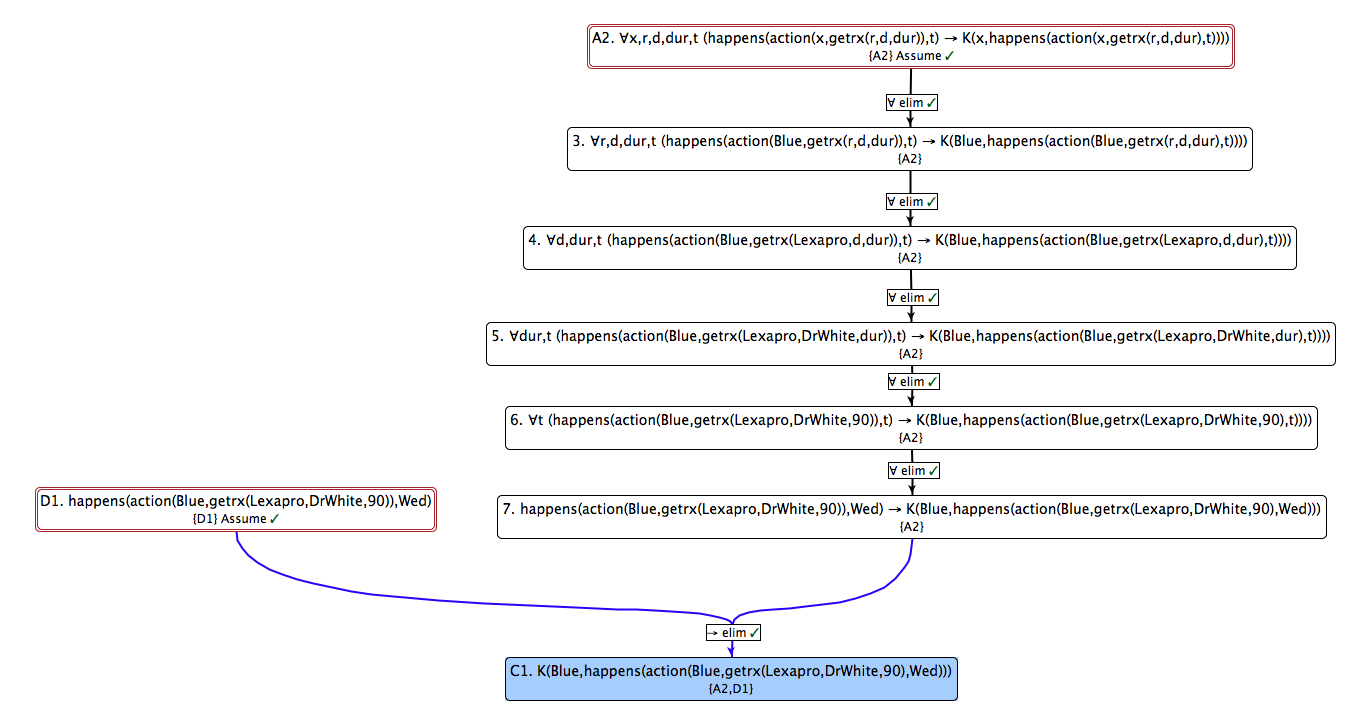 A2. ∀x,r,d,dur,t (happens(action(x,getrx(r,d,dur)),t) → K(x,happens(action(x,getrx(r,d,dur),t))))
{A2} Assume ✓
∀ elim ✓
3. ∀r,d,dur,t (happens(action(Blue,getrx(r,d,dur)),t) → K(Blue,happens(action(Blue,getrx(r,d,dur),t))))
{A2}
∀ elim ✓
4. ∀d,dur,t (happens(action(Blue,getrx(Lexapro,d,dur)),t) → K(Blue,happens(action(Blue,getrx(Lexapro,d,dur),t))))
{A2}
∀ elim ✓
5. ∀dur,t (happens(action(Blue,getrx(Lexapro,DrWhite,dur)),t) → K(Blue,happens(action(Blue,getrx(Lexapro,DrWhite,dur),t))))
{A2}
∀ elim ✓
6. ∀t (happens(action(Blue,getrx(Lexapro,DrWhite,90)),t) → K(Blue,happens(action(Blue,getrx(Lexapro,DrWhite,90),t))))
{A2}
∀ elim ✓
D1. happens(action(Blue,getrx(Lexapro,DrWhite,90)),Wed)
{D1} Assume ✓
7. happens(action(Blue,getrx(Lexapro,DrWhite,90)),Wed) → K(Blue,happens(action(Blue,getrx(Lexapro,DrWhite,90),Wed)))
{A2}
→ elim ✓
C1. K(Blue,happens(action(Blue,getrx(Lexapro,DrWhite,90),Wed)))
{A2,D1}